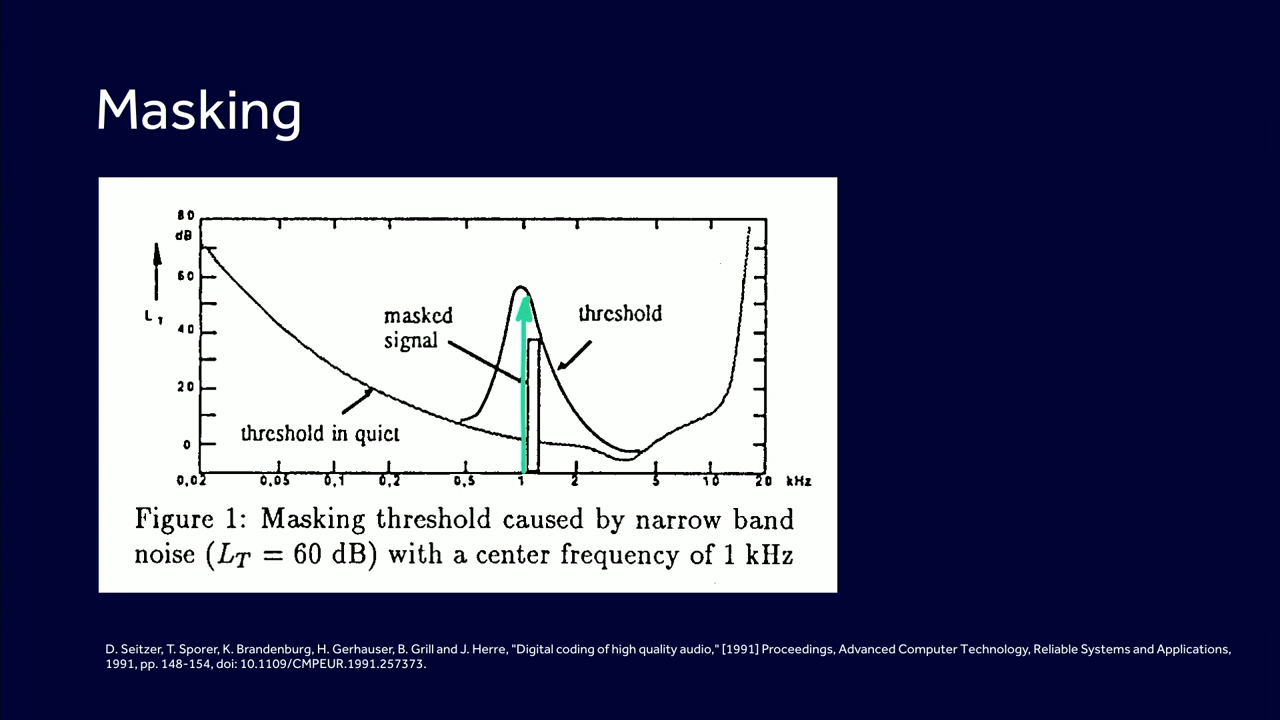 Masking
80
dB
60
L T
40
20
0
masked
signal
threshold
threshold in quiet
0,02 0,05 0,1 0,2 0,5 1 2 5 10 20 kHz
Figure 1: Masking threshold caused by narrow band
noise (LT = 60 dB) with a center frequency of 1 kHz
D. Seitzer, T. Sporer, K. Brandenburg, H. Gerhauser, B. Grill and J. Herre, "Digital coding of high quality audio," [1991] Proceedings, Advanced Computer Technology, Reliable Systems and Applications,
1991, pp. 148-154, doi: 10.1109/CMPEUR.1991.257373.